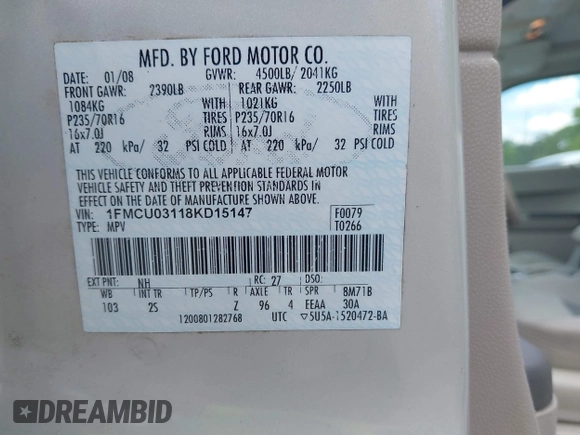 MFD. BY FORD MOTOR CO.
DATE: 01/08 GVWR: 4500LB/ 2041KG
FRONT GAWR: 2390LB REAR GAWR: 2250LB
1084KG WITH 1021KG WITH
P235/70R16 TIRES P235/70R16 TIRES
16x7.0J RIMS 16x7.0J RIMS
AT 220 kPa/ 32 PSI COLD AT 220 kPa/ 32 PSI COLD
THIS VEHICLE CONFORMS TO ALL APPLICABLE FEDERAL MOTOR
VEHICLE SAFETY AND THEFT PREVENTION STANDARDS IN
EFFECT ON THE DATE OF MANUFACTURE SHOWN ABOVE.
VIN: 1FMCU03118KD15147 F0079
TYPE: MPV T0266
EXT PNT: NH RC: 27 DSO:
WB INT TR TP/PS R AXLE TR SPR BM71B
103 2S Z 96 4 EEAA 30A
1200801282768 UTC ▽5U5A-1520472-BA
DREAMBID